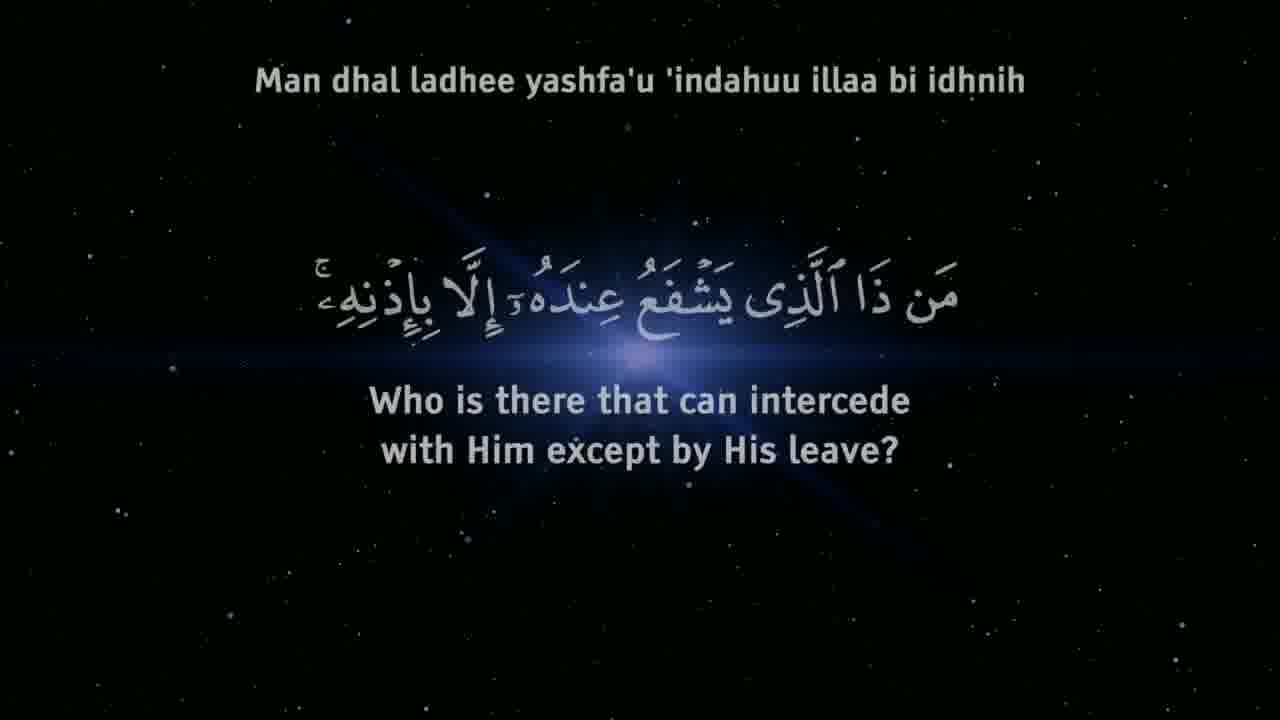 Man dhal ladhee yashfa'u 'indahuu illaa bi idhnih
مَن ذَا ٱلَّذِى يَشْفَعُ عِندَهُۥٓ إِلَّا بِإِذْنِهِۦ ۚ
Who is there that can intercede
with Him except by His leave?